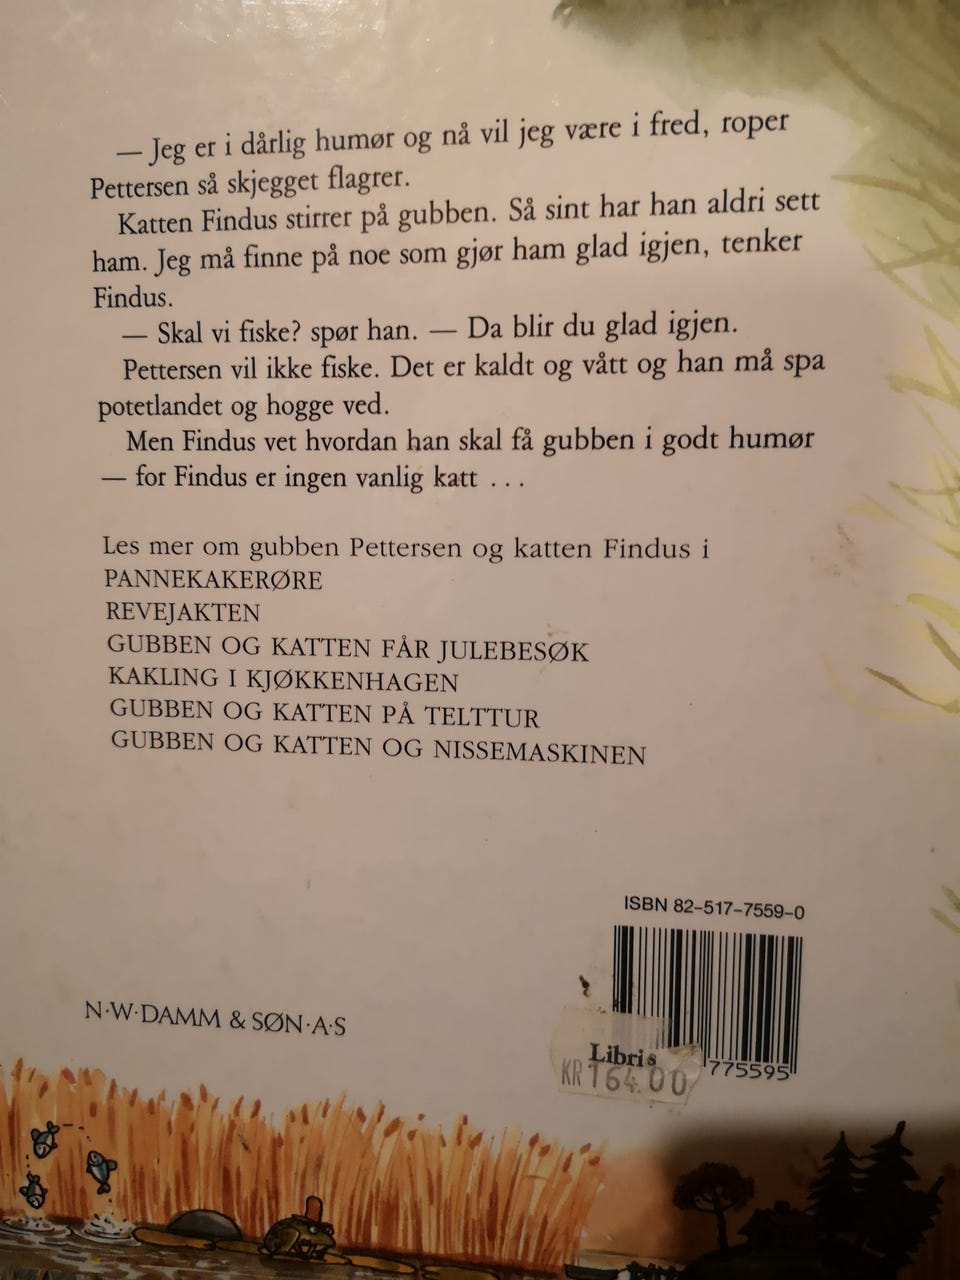 — Jeg er i dårlig humør og nå vil jeg være i fred, roper
Pettersen så skjegget flagrer.
Katten Findus stirrer på gubben. Så sint har han aldri sett
ham. Jeg må finne på noe som gjør ham glad igjen, tenker
Findus.
— Skal vi fiske? spør han. — Da blir du glad igjen.
Pettersen vil ikke fiske. Det er kaldt og vått og han må spa
potetlandet og hogge ved.
Men Findus vet hvordan han skal få gubben i godt humør
— for Findus er ingen vanlig katt . . .
Les mer om gubben Pettersen og katten Findus i
PANNEKAKERØRE
REVEJAKTEN
GUBBEN OG KATTEN FÅR JULEBESØK
KAKLING I KJØKKENHAGEN
GUBBEN OG KATTEN PÅ TELTTUR
GUBBEN OG KATTEN OG NISSEMASKINEN
ISBN 82-517-7559-0
N·W·DAMM & SØN·A·S
Libris
KR 164.00
775595